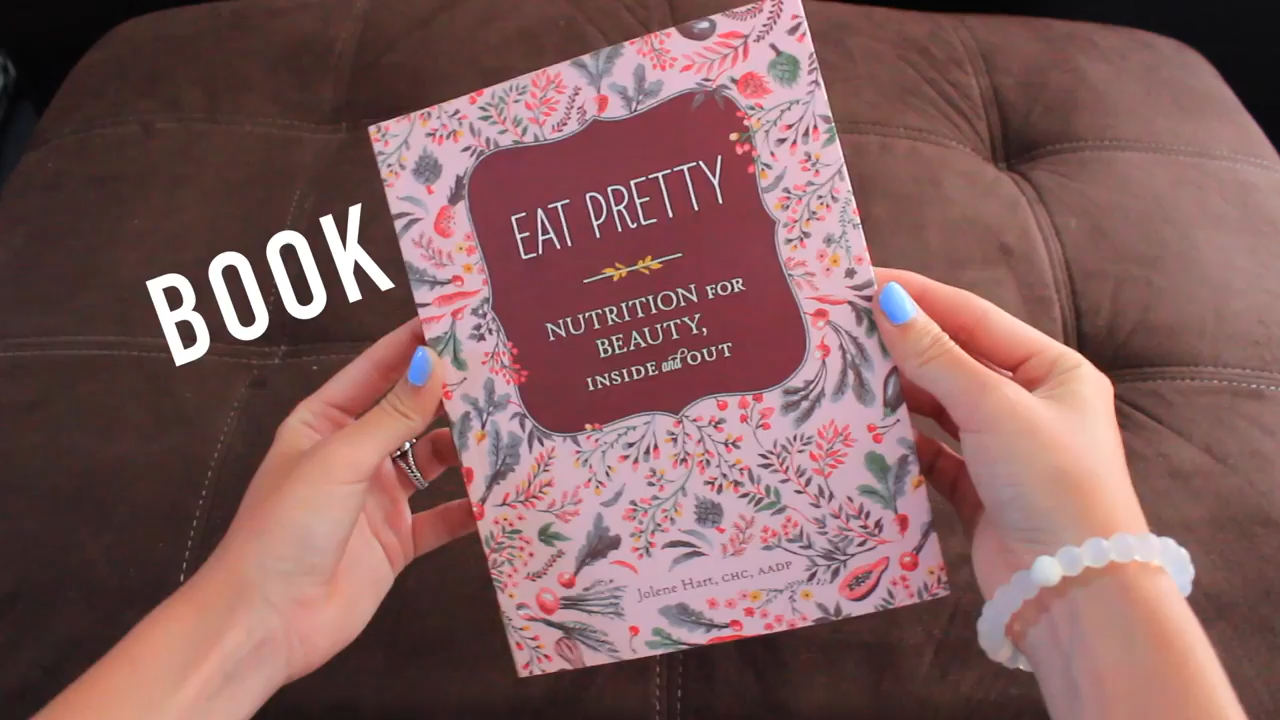 BOOK
EAT PRETTY
NUTRITION FOR
BEAUTY,
INSIDE and OUT
Jolene Hart, CHC, AADP